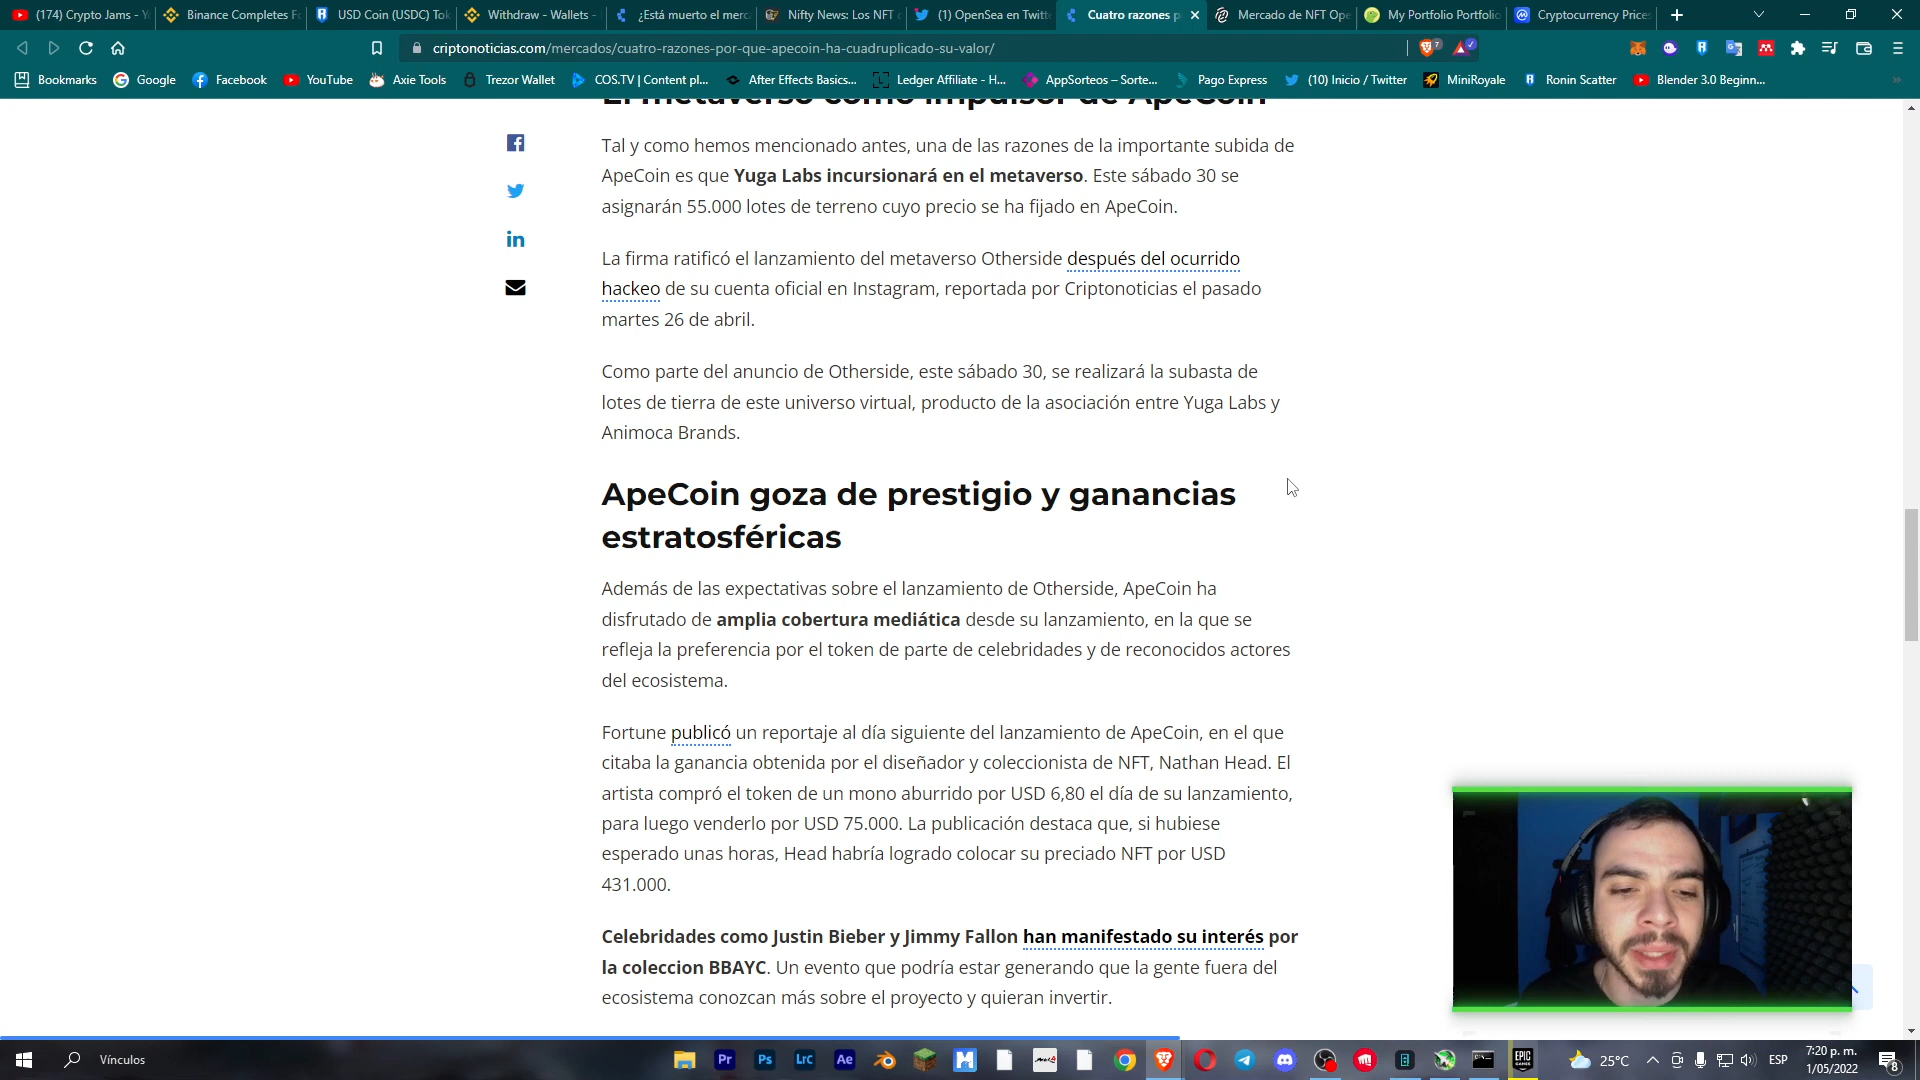 (174) Crypto Jams - Y
Binance Completes F
USD Coin (USDC) Tok
Withdraw - Wallets -
¿Está muerto el merc
Nifty News: Los NFT
(1) OpenSea en Twitt
Cuatro razones p
Mercado de NFT Ope
My Portfolio Portfolio
Cryptocurrency Prices
criptonoticias.com/mercados/cuatro-razones-por-que-apecoin-ha-cuadruplicado-su-valor/
Bookmarks
Google
Facebook
YouTube
Axie Tools
Trezor Wallet
COS.TV | Content pl...
After Effects Basics...
Ledger Affiliate - H...
AppSorteos – Sorte...
Pago Express
(10) Inicio / Twitter
MiniRoyale
Ronin Scatter
Blender 3.0 Beginn...
El metaverso como impulsor de ApeCoin
Tal y como hemos mencionado antes, una de las razones de la importante subida de
ApeCoin es que Yuga Labs incursionará en el metaverso. Este sábado 30 se
asignarán 55.000 lotes de terreno cuyo precio se ha fijado en ApeCoin.
La firma ratificó el lanzamiento del metaverso Otherside después del ocurrido
hackeo de su cuenta oficial en Instagram, reportada por Criptonoticias el pasado
martes 26 de abril.
Como parte del anuncio de Otherside, este sábado 30, se realizará la subasta de
lotes de tierra de este universo virtual, producto de la asociación entre Yuga Labs y
Animoca Brands.
ApeCoin goza de prestigio y ganancias
estratosféricas
Además de las expectativas sobre el lanzamiento de Otherside, ApeCoin ha
disfrutado de amplia cobertura mediática desde su lanzamiento, en la que se
refleja la preferencia por el token de parte de celebridades y de reconocidos actores
del ecosistema.
Fortune publicó un reportaje al día siguiente del lanzamiento de ApeCoin, en el que
citaba la ganancia obtenida por el diseñador y coleccionista de NFT, Nathan Head. El
artista compró el token de un mono aburrido por USD 6,80 el día de su lanzamiento,
para luego venderlo por USD 75.000. La publicación destaca que, si hubiese
esperado unas horas, Head habría logrado colocar su preciado NFT por USD
431.000.
Celebridades como Justin Bieber y Jimmy Fallon han manifestado su interés por
la coleccion BBAYC. Un evento que podría estar generando que la gente fuera del
ecosistema conozcan más sobre el proyecto y quieran invertir.
Vínculos
Pr
Ps
Lrc
Ae
EPIC
GAMES
25°C
ESP
7:20 p. m.
1/05/2022
8